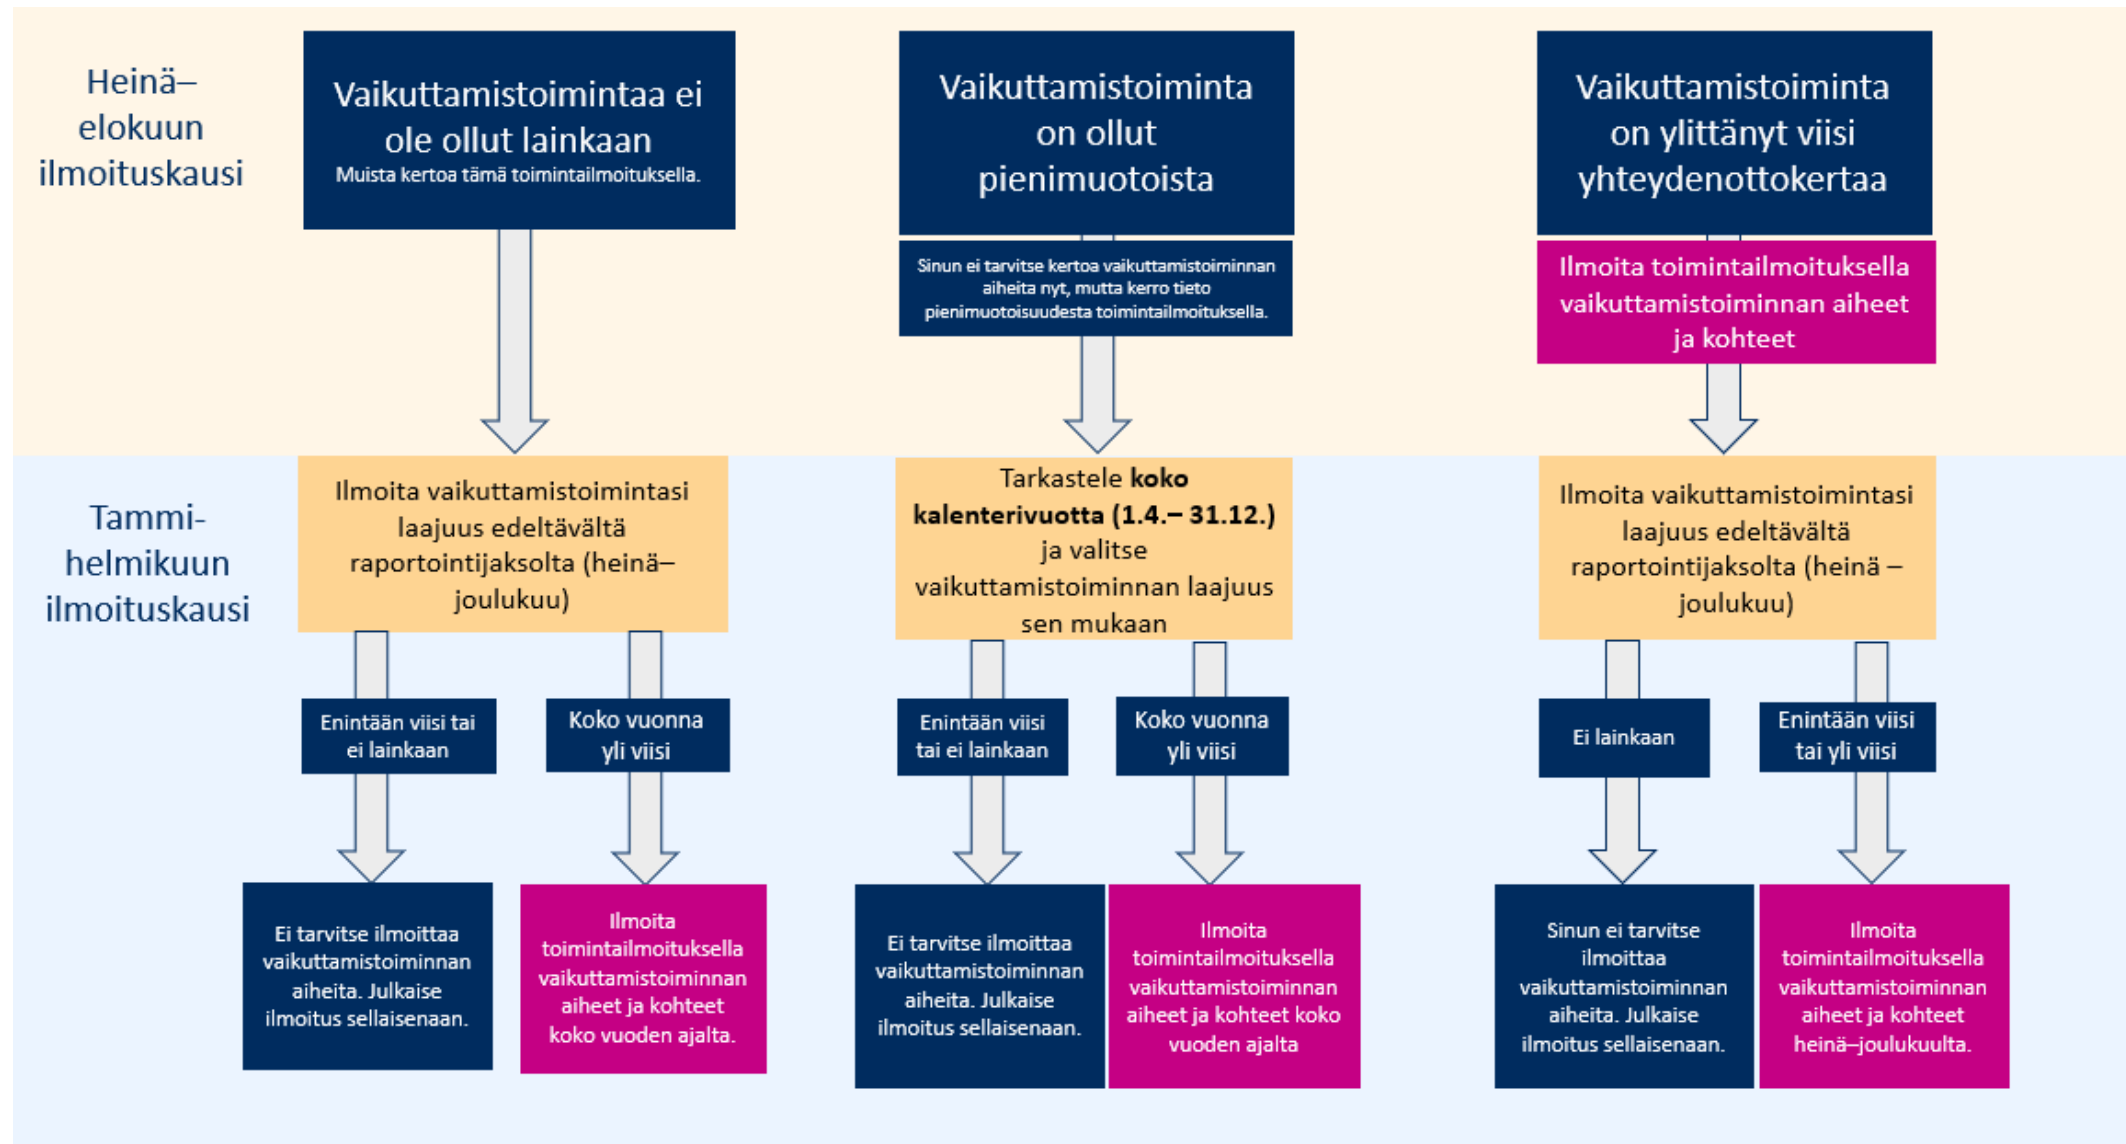 Heinä–
elokuun
ilmoituskausi
Vaikuttamistoimintaa ei
ole ollut lainkaan
Muista kertoa tämä toimintailmoituksella.
Vaikuttamistoiminta
on ollut
pienimuotoista
Sinun ei tarvitse kertoa vaikuttamistoiminnan
aiheita nyt, mutta kerro tieto
pienimuotoisuudesta toimintailmoituksella.
Vaikuttamistoiminta
on ylittänyt viisi
yhteydenottokertaa
Ilmoita toimintailmoituksella
vaikuttamistoiminnan aiheet
ja kohteet
Tammi-
helmikuun
ilmoituskausi
Ilmoita vaikuttamistoimintasi
laajuus edeltävältä
raportointijaksolta (heinä–
joulukuu)
Tarkastele koko
kalenterivuotta (1.4.– 31.12.)
ja valitse
vaikuttamistoiminnan laajuus
sen mukaan
Ilmoita vaikuttamistoimintasi
laajuus edeltävältä
raportointijaksolta (heinä –
joulukuu)
Enintään viisi tai
ei lainkaan
Koko vuonna
yli viisi
Enintään viisi
tai ei lainkaan
Koko vuonna
yli viisi
Ei lainkaan
Enintään viisi
tai yli viisi
Ei tarvitse ilmoittaa
vaikuttamistoiminnan
aiheita. Julkaise
ilmoitus sellaisenaan.
Ilmoita
toimintailmoituksella
vaikuttamistoiminnan
aiheet ja kohteet
koko vuoden ajalta.
Ei tarvitse ilmoittaa
vaikuttamistoiminnan
aiheita. Julkaise
ilmoitus sellaisenaan.
Ilmoita
toimintailmoituksella
vaikuttamistoiminnan
aiheet ja kohteet koko
vuoden ajalta
Sinun ei tarvitse
ilmoittaa
vaikuttamistoiminnan
aiheita. Julkaise
ilmoitus sellaisenaan.
Ilmoita
toimintailmoituksella
vaikuttamistoiminnan
aiheet ja kohteet
heinä–joulukuulta.